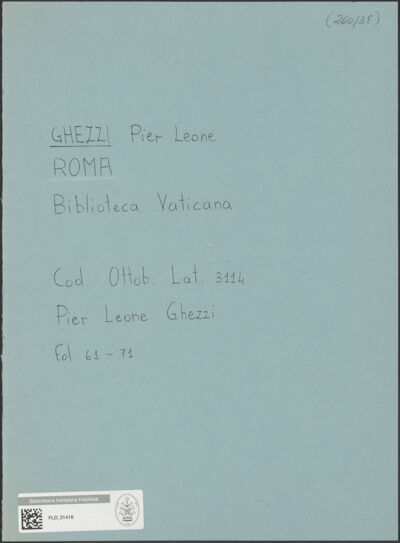 (260/3f)
GHEZZI Pier Leone
ROMA
Biblioteca Vaticana
Cod. Ottob. Lat. 3114
Pier Leone Ghezzi
Fol. 61 - 71
Bibliotheca Hertziana Fotothek
FLD_21418